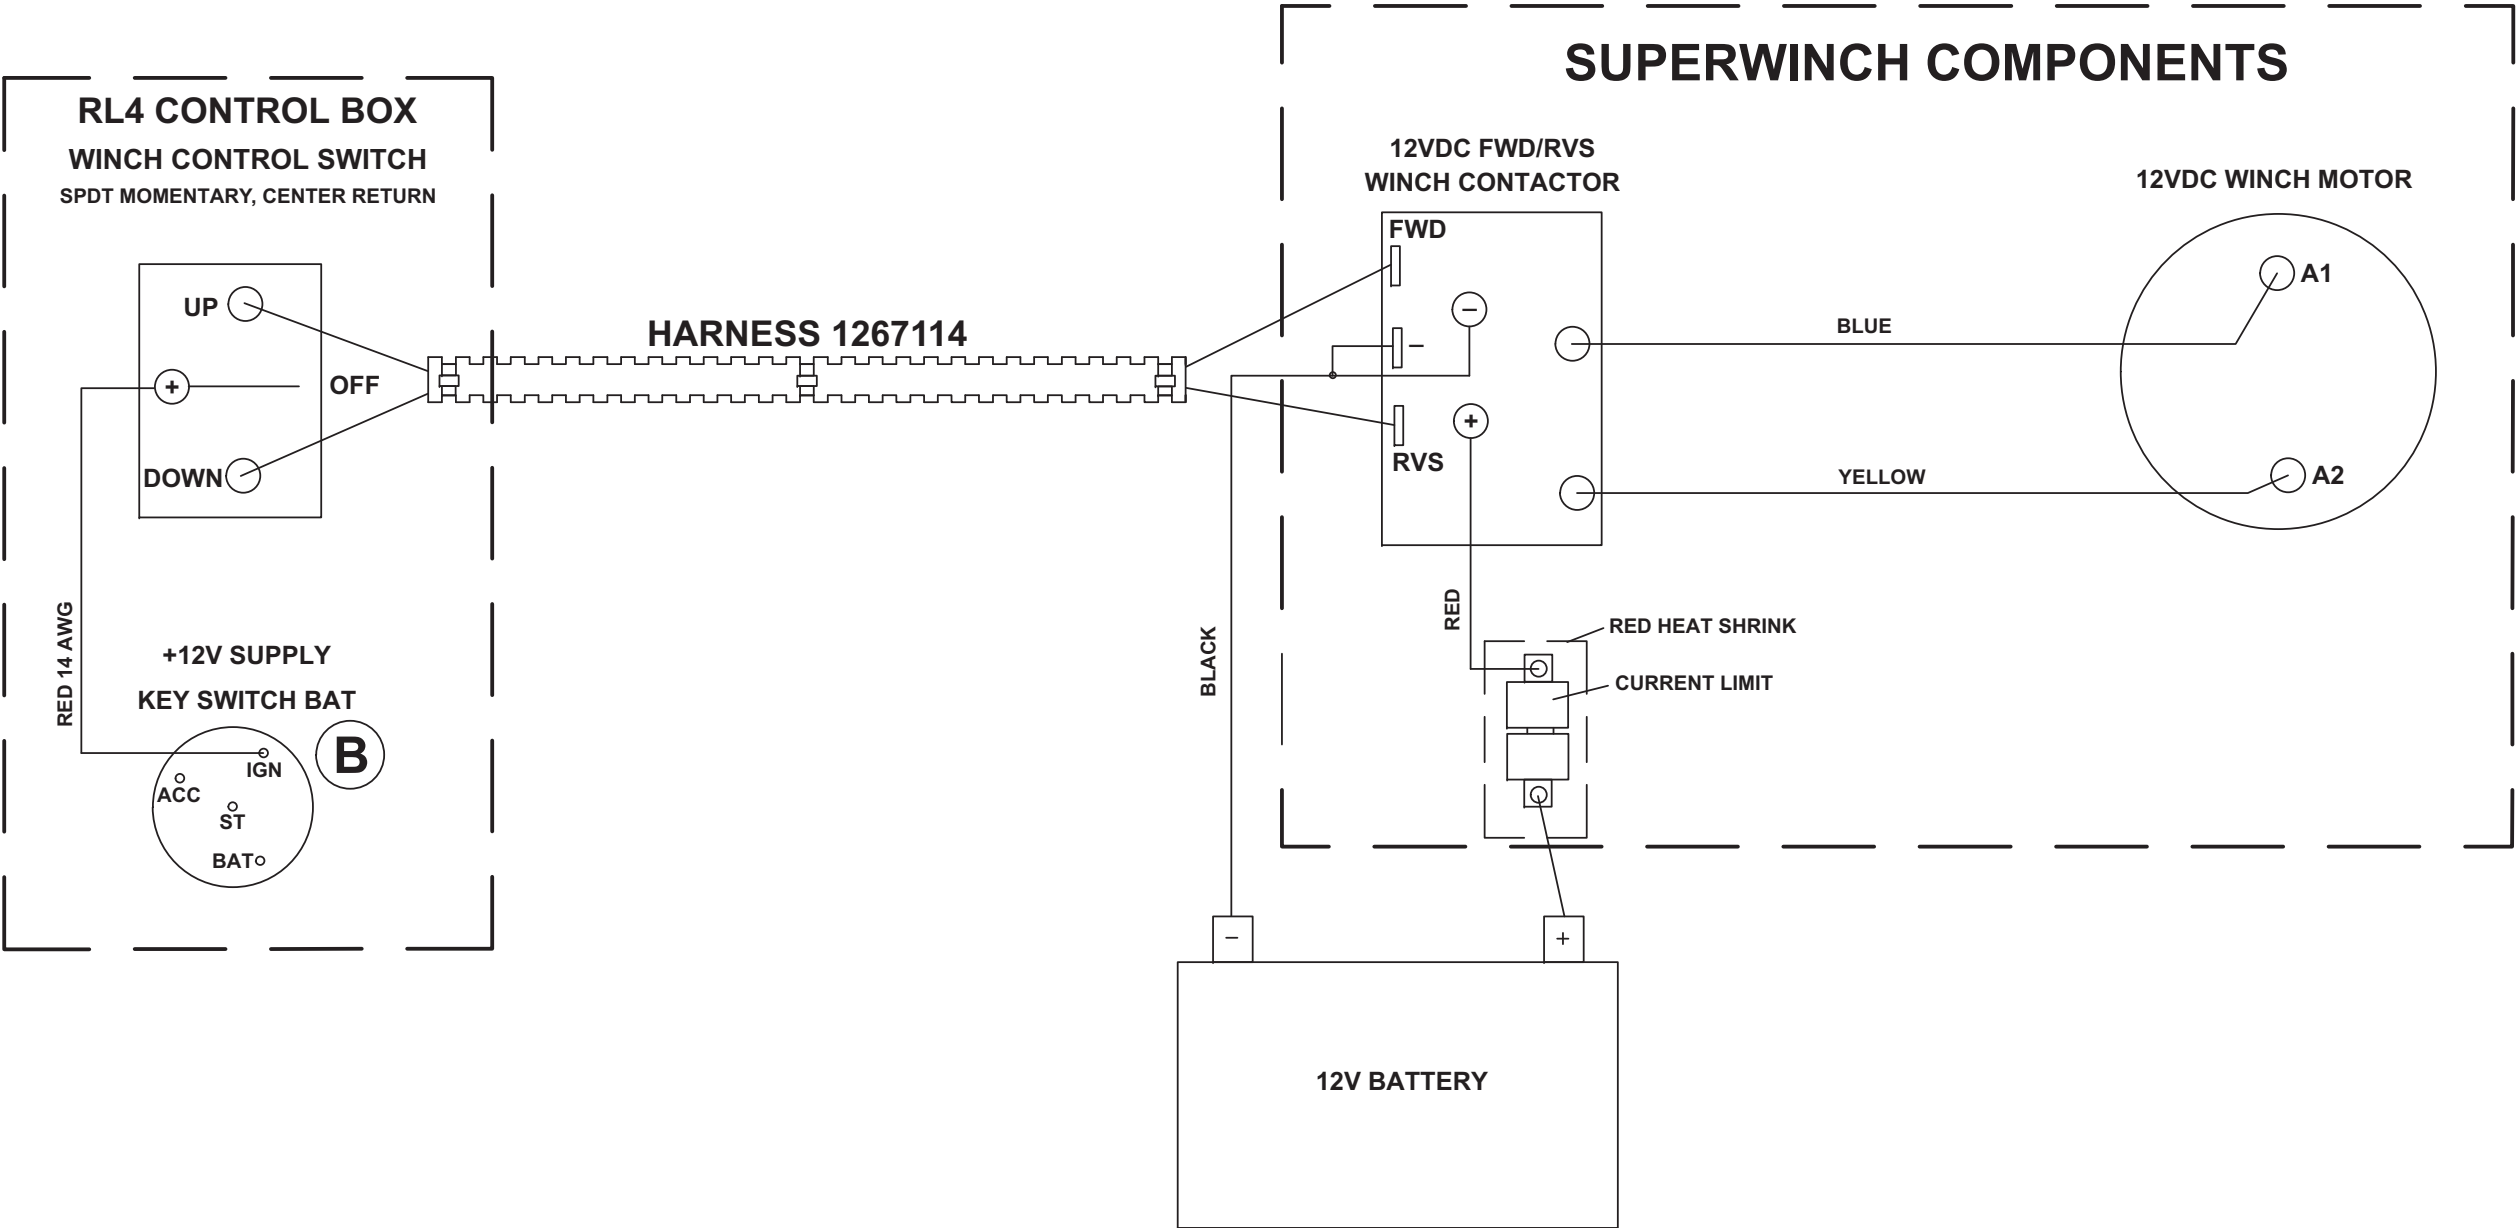 SUPERWINCH COMPONENTS
RL4 CONTROL BOX
WINCH CONTROL SWITCH
SPDT MOMENTARY, CENTER RETURN
UP
+
OFF
DOWN
RED 14 AWG
+12V SUPPLY
KEY SWITCH BAT
B
IGN
ACC
ST
BAT
HARNESS 1267114
12VDC FWD/RVS
WINCH CONTACTOR
FWD
−
−
+
RVS
12VDC WINCH MOTOR
A1
BLUE
YELLOW
A2
BLACK
RED
RED HEAT SHRINK
CURRENT LIMIT
−
+
12V BATTERY